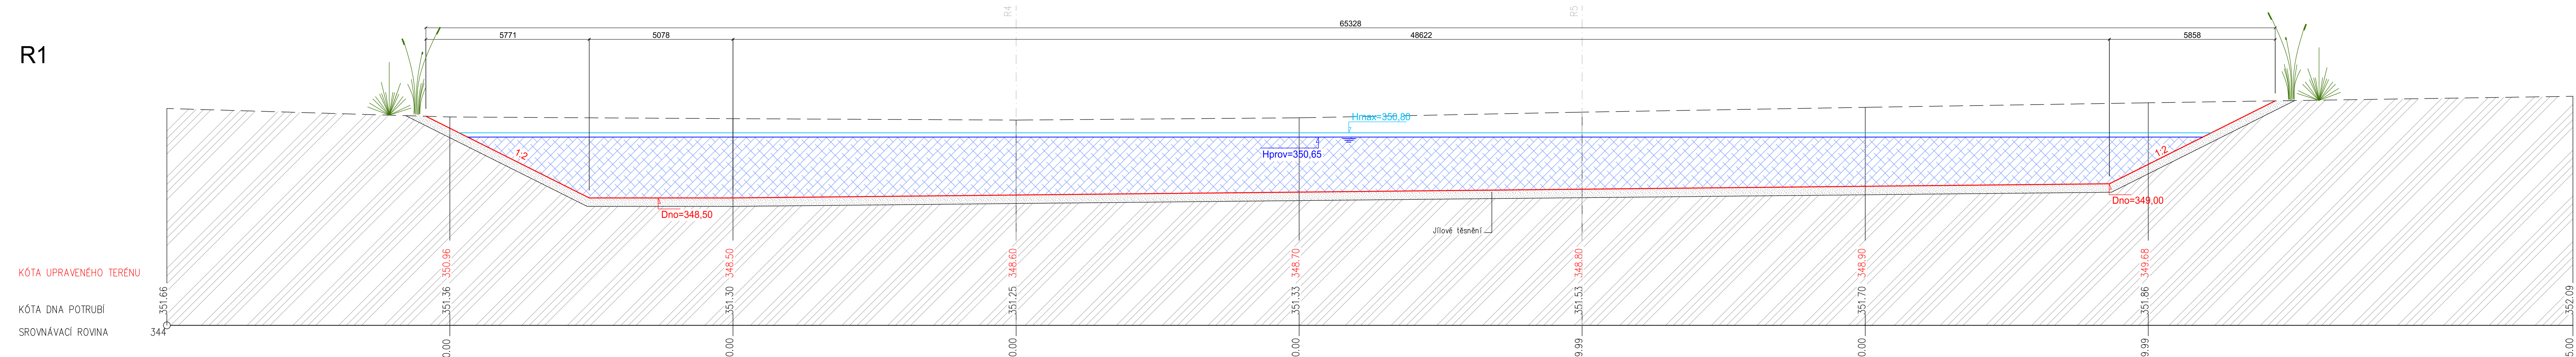 R1
R4
R5
65328
5771
5078
48622
5858
Hmax=350,80
Hprov=350,65
1:2
1:2
Dno=348,50
Dno=349,00
Jílové těsnění
KÓTA UPRAVENÉHO TERÉNU
350.96
348.50
348.60
348.70
348.80
348.90
349.68
KÓTA DNA POTRUBÍ
351.66
351.36
351.30
351.25
351.33
351.53
351.70
351.86
352.09
SROVNÁVACÍ ROVINA
344
0.00
0.00
0.00
0.00
9.99
0.00
9.99
5.00